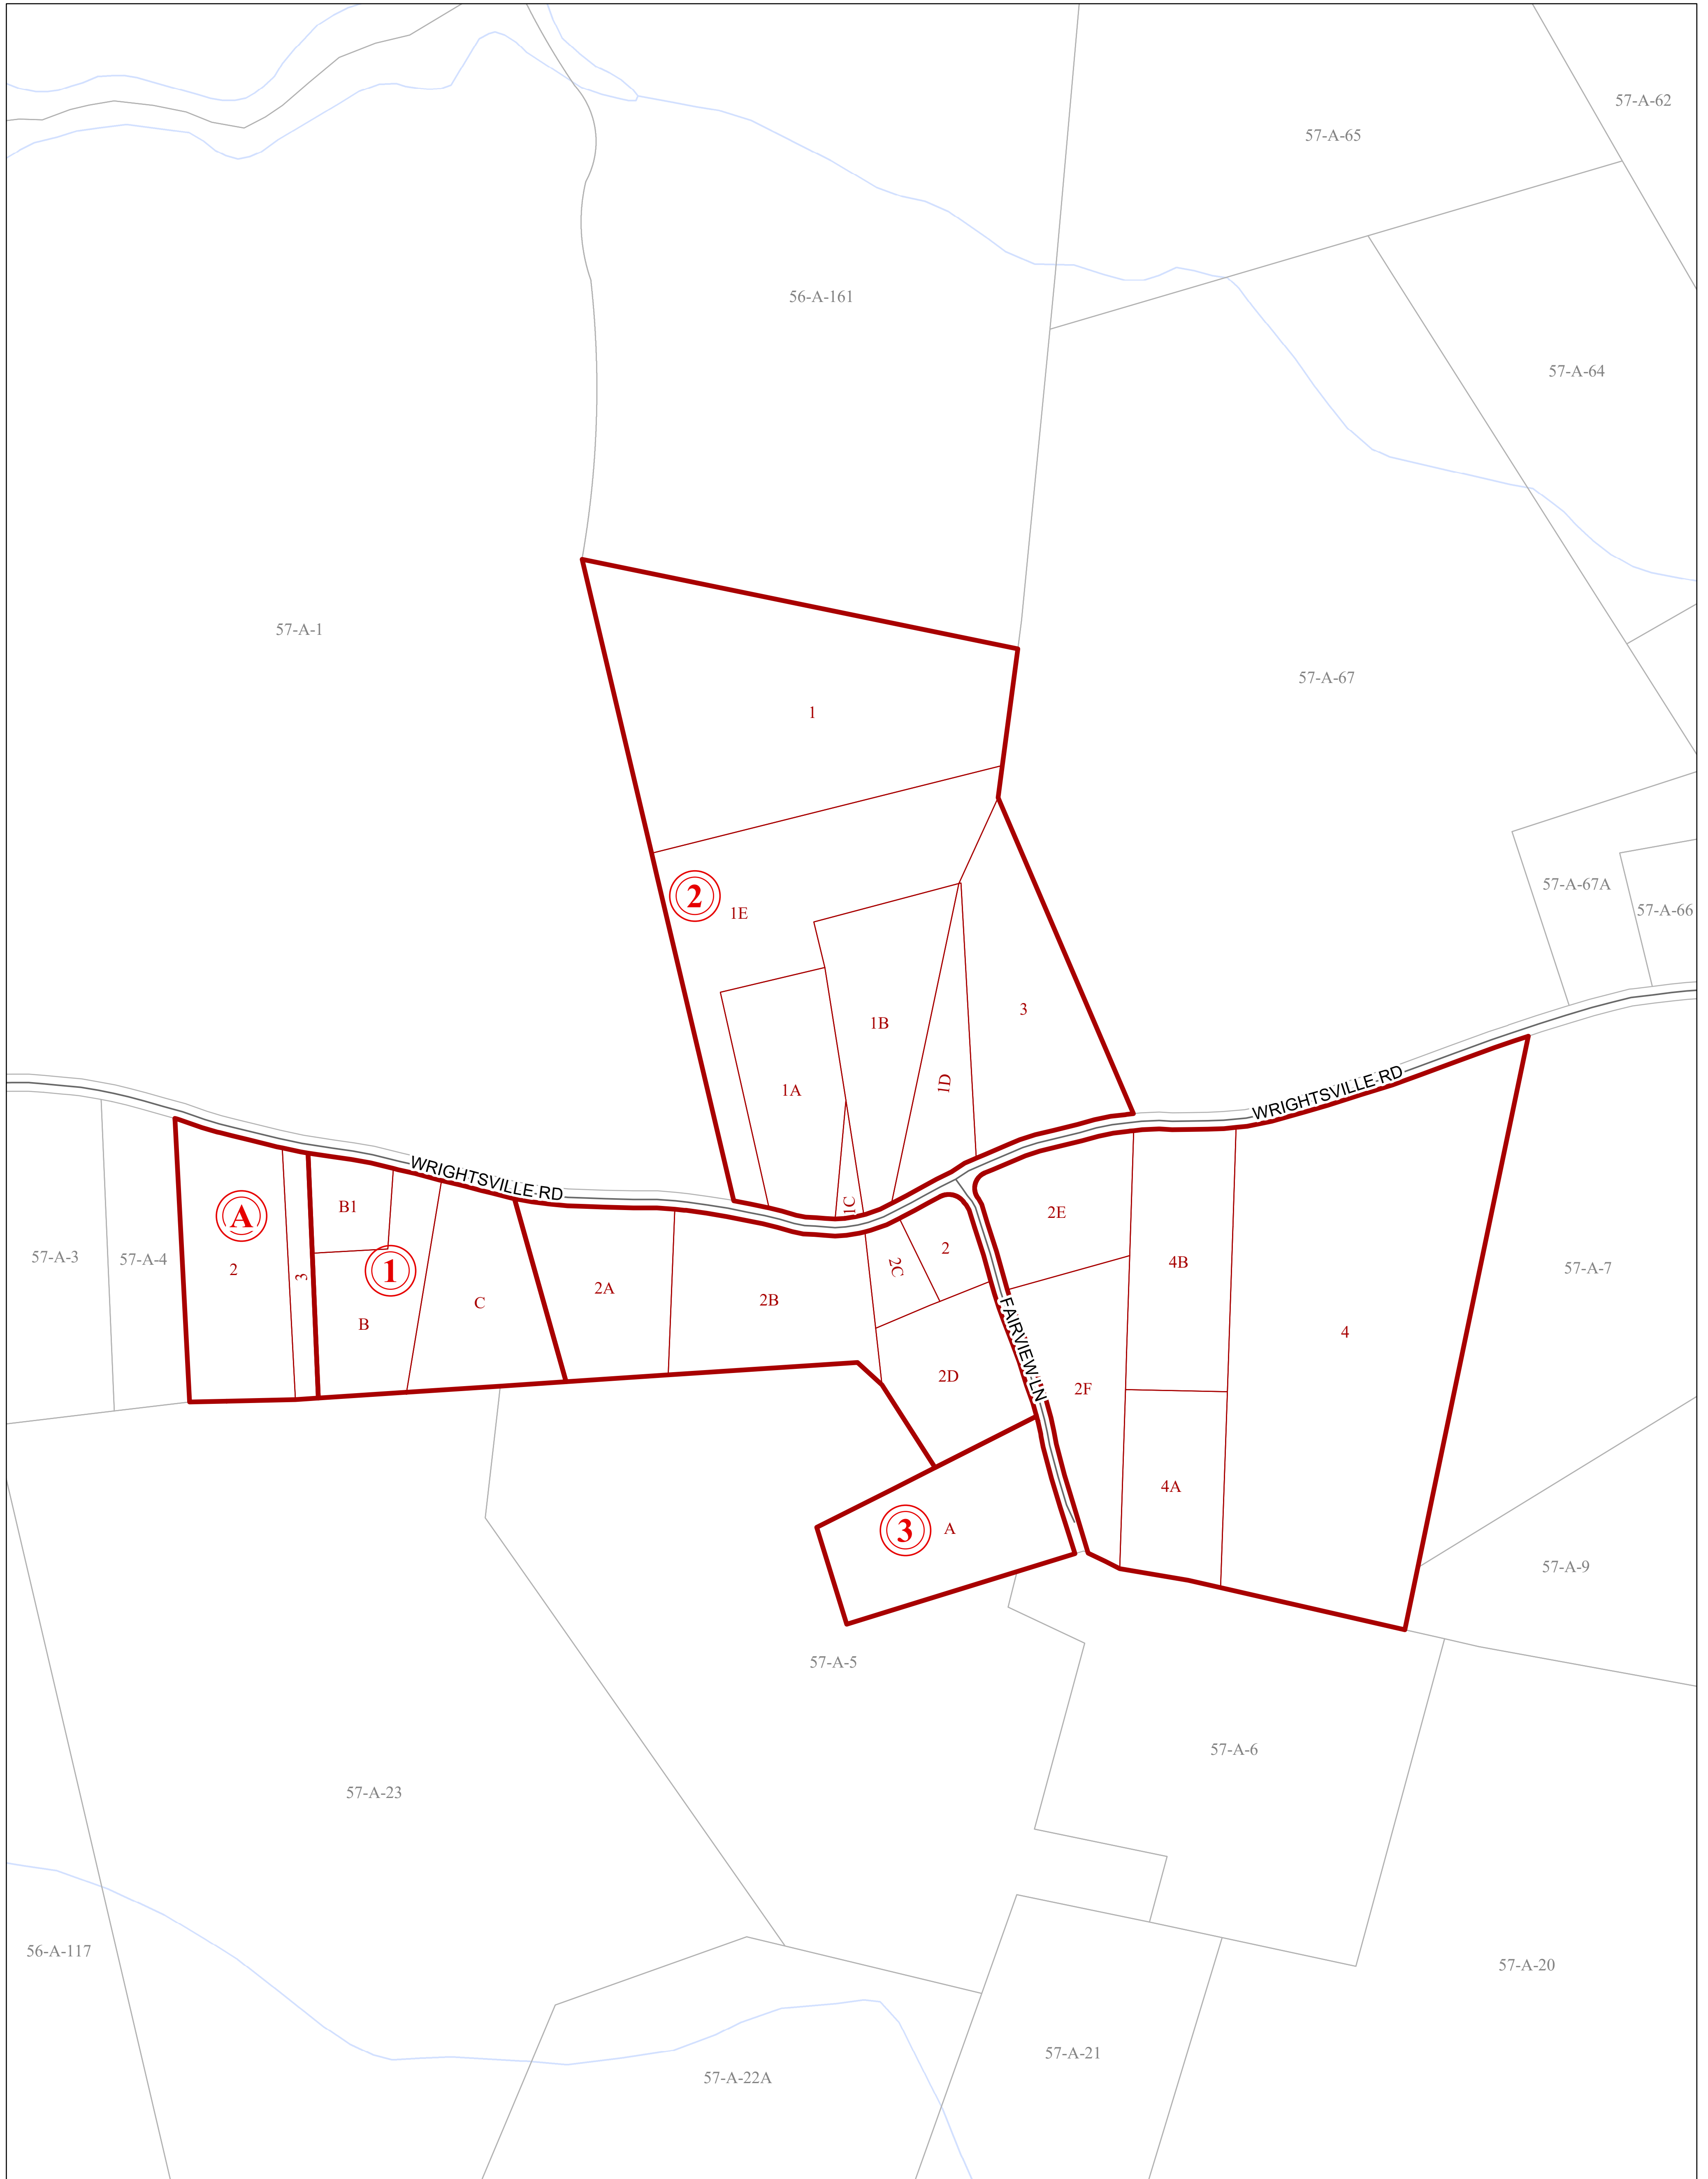 57-A-62
57-A-65
56-A-161
57-A-64
57-A-1
57-A-67
1
57-A-67A
57-A-66
2
1E
3
1B
1D
1A
WRIGHTSVILLE RD
WRIGHTSVILLE RD
1C
B1
A
2E
2
2C
57-A-3
57-A-4
2
3
1
4B
57-A-7
2A
2B
C
B
FAIRVIEW LN
4
2D
2F
4A
3
A
57-A-9
57-A-5
57-A-6
57-A-23
56-A-117
57-A-20
57-A-21
57-A-22A